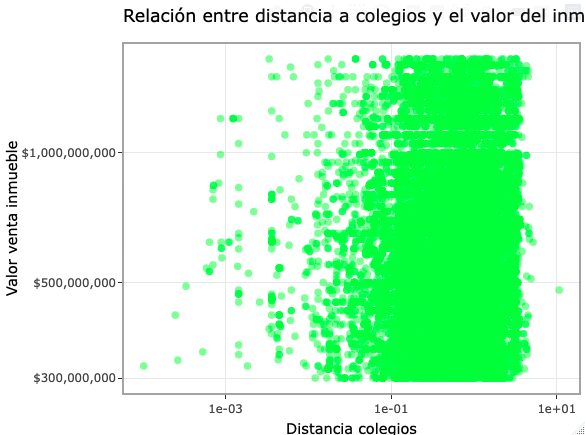 Relación entre distancia a colegios y el valor del inm
Valor venta inmueble
$1,000,000,000
$500,000,000
$300,000,000
1e-03
1e-01
1e+01
Distancia colegios